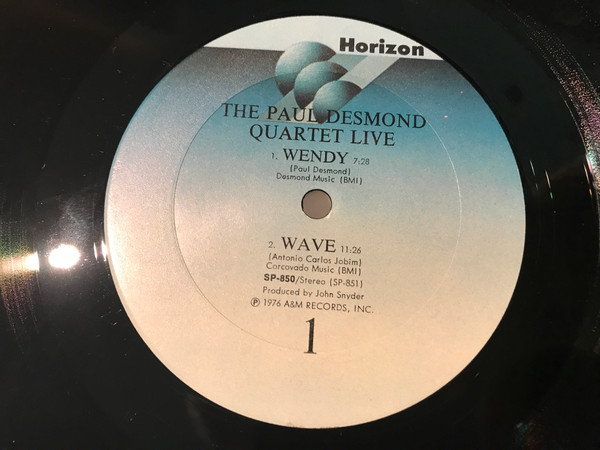 Horizon
THE PAUL DESMOND
QUARTET LIVE
1. WENDY 7:28
(Paul Desmond)
Desmond Music (BMI)
2. WAVE 11:26
(Antonio Carlos Jobim)
Corcovado Music (BMI)
SP-850/Stereo (SP-851)
Produced by John Snyder
℗ 1976 A&M RECORDS, INC.
1